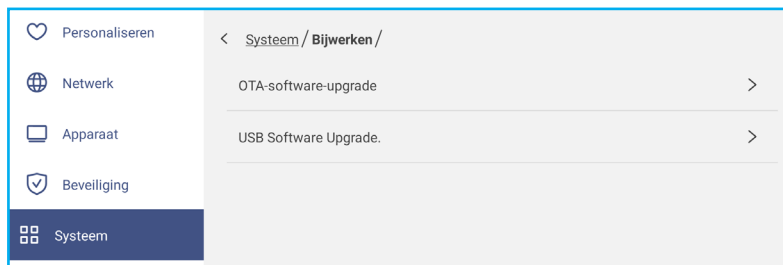 Personaliseren
Netwerk
Apparaat
Beveiliging
Systeem
Systeem / Bijwerken /
OTA-software-upgrade
USB Software Upgrade.